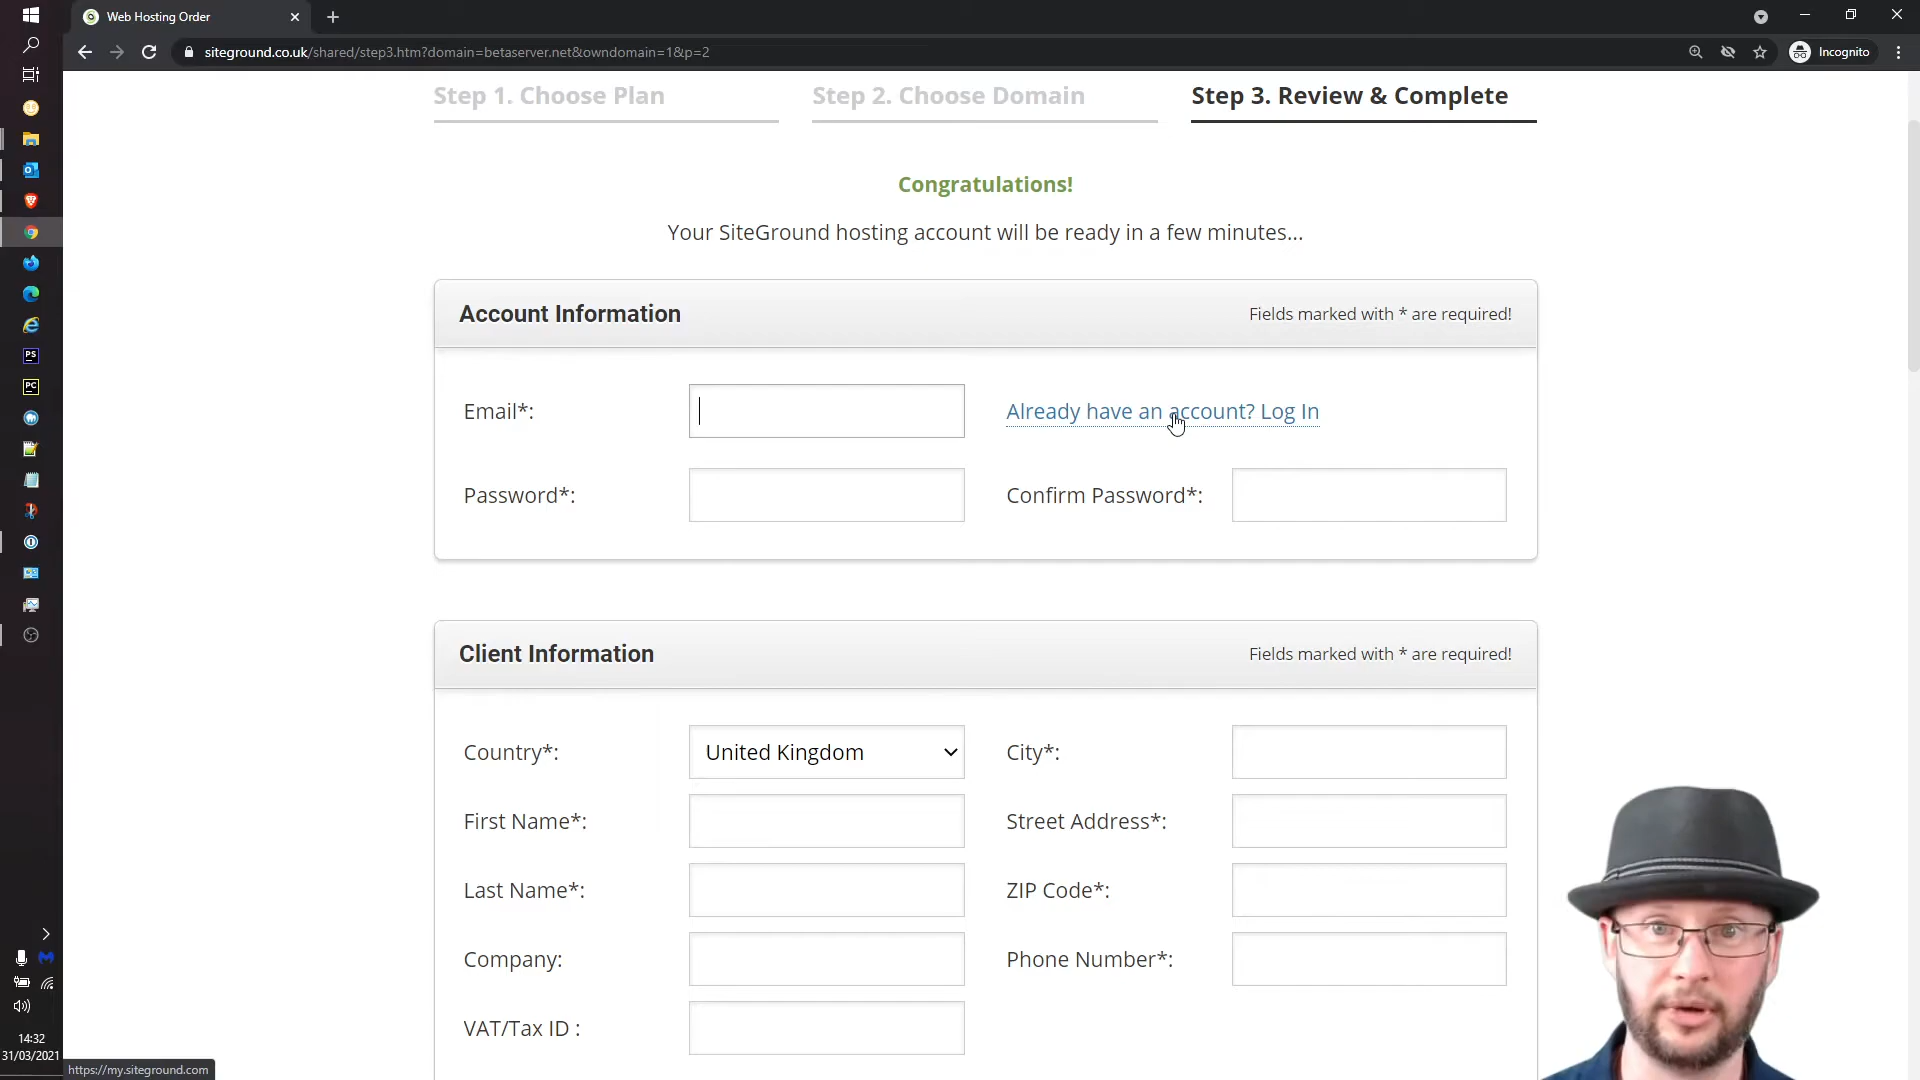 Web Hosting Order
siteground.co.uk/shared/step3.htm?domain=betaserver.net&owndomain=1&p=2
Incognito
Step 1. Choose Plan
Step 2. Choose Domain
Step 3. Review & Complete
Congratulations!
Your SiteGround hosting account will be ready in a few minutes...
Account Information
Fields marked with * are required!
Email*:
Already have an account? Log In
Password*:
Confirm Password*:
Client Information
Fields marked with * are required!
Country*:
United Kingdom
City*:
First Name*:
Street Address*:
Last Name*:
ZIP Code*:
Company:
Phone Number*:
VAT/Tax ID :
PS
PC
14:32
31/03/2021
https://my.siteground.com